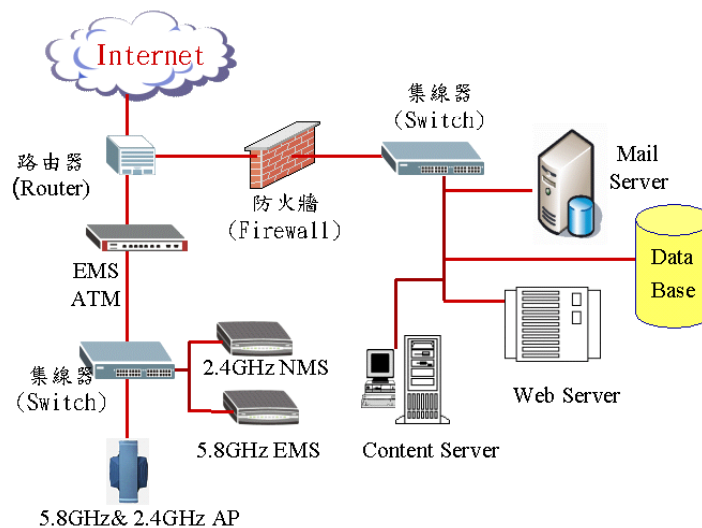 Internet
集線器
(Switch)
路由器
(Router)
防火牆
(Firewall)
Mail
Server
EMS
ATM
Data
Base
集線器
(Switch)
2.4GHz NMS
5.8GHz EMS
Web Server
Content Server
5.8GHz& 2.4GHz AP